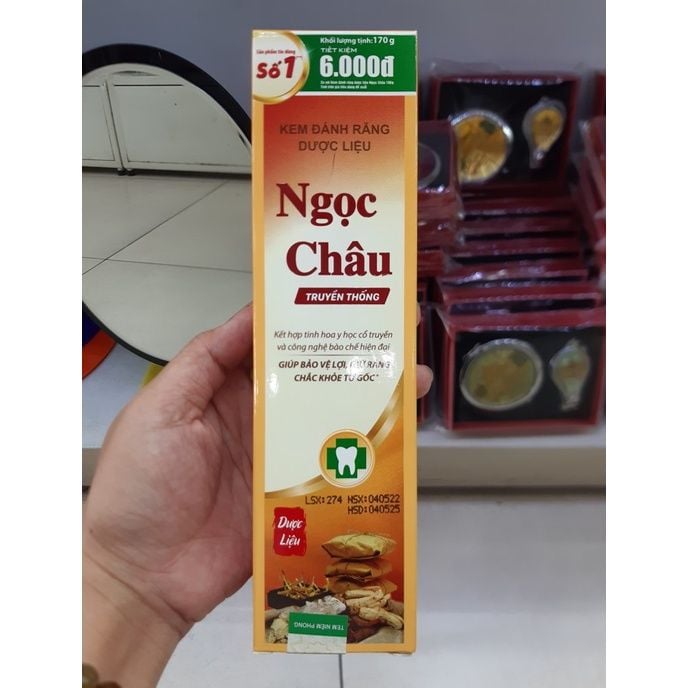 Sản phẩm tin dùng
Số 1
Khối lượng tịnh: 170 g
TIẾT KIỆM
6.000đ
KEM ĐÁNH RĂNG
DƯỢC LIỆU
Ngọc
Châu
TRUYỀN THỐNG
Kết hợp tinh hoa y học cổ truyền
và công nghệ bào chế hiện đại
GIÚP BẢO VỆ LỢI, GIỮ RĂNG
CHẮC KHỎE TỪ GỐC*
LSX: 274 NSX: 040522
HSD: 040525
Dược
Liệu
TEM NIÊM PHONG